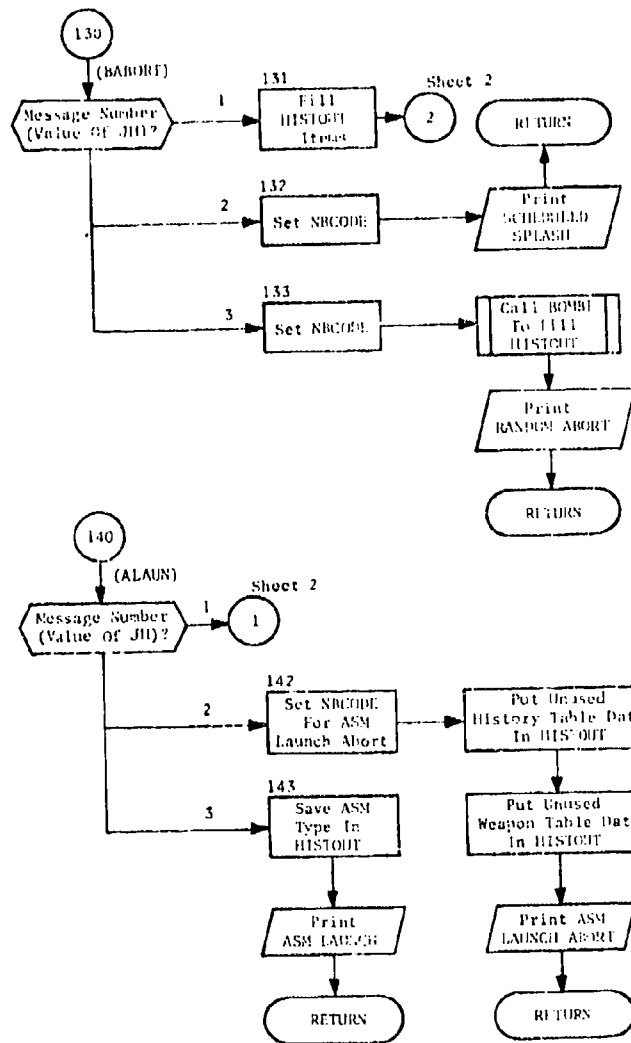 130
(BABORT)
Message Number
(Value Of JH)?
1
131
Fill
HISTOUT
Items
Sheet 2
2
RETURN
2
132
Set NBCODE
Print
SCHEDULED
SPLASH
3
133
Set NBCODE
Call BOMB1
To Fill
HISTOUT
Print
RANDOM ABORT
RETURN
140
(ALAUN)
Message Number
(Value Of JH)?
1
Sheet 2
1
2
142
Set NBCODE
For ASM
Launch Abort
Put Unused
History Table Dat
In HISTOUT
3
143
Save ASM
Type In
HISTOUT
Put Unused
Weapon Table Dat
In HISTOUT
Print
ASM LAUNCH
Print ASM
LAUNCH ABORT
RETURN
RETURN